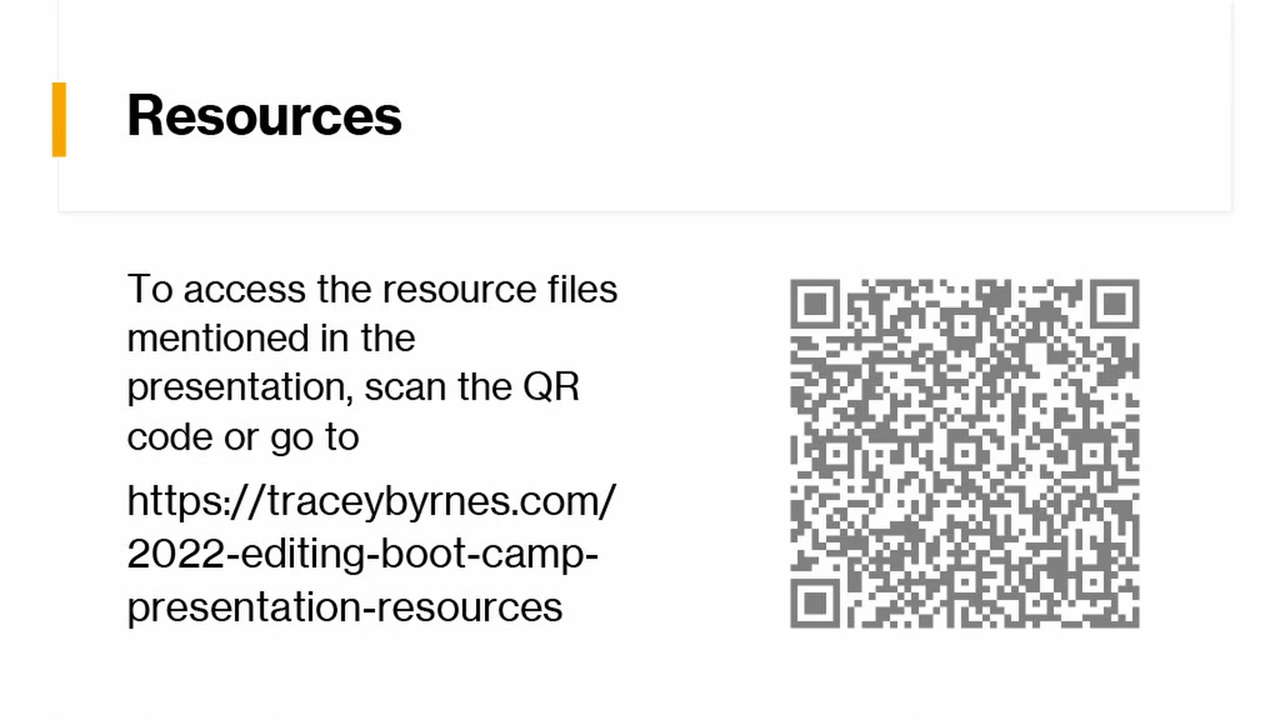 Resources
To access the resource files
mentioned in the
presentation, scan the QR
code or go to
https://traceybyrnes.com/
2022-editing-boot-camp-
presentation-resources